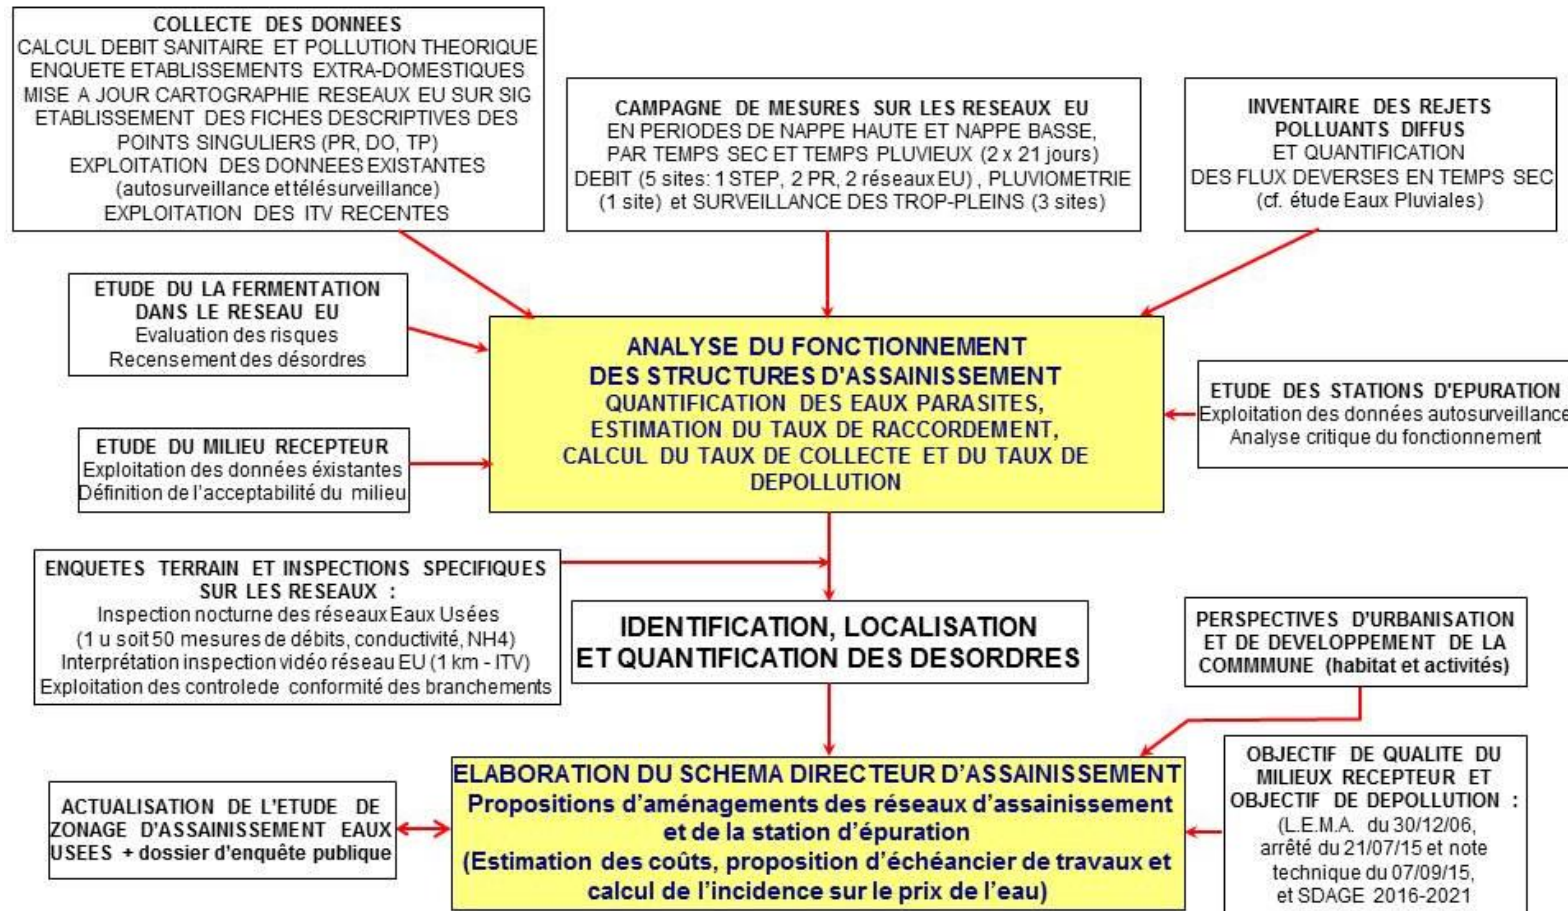 COLLECTE DES DONNEES
CALCUL DEBIT SANITAIRE ET POLLUTION THEORIQUE
ENQUETE ETABLISSEMENTS EXTRA-DOMESTIQUES
MISE A JOUR CARTOGRAPHIE RESEAUX EU SUR SIG
ETABLISSEMENT DES FICHES DESCRIPTIVES DES
POINTS SINGULIERS (PR, DO, TP)
EXPLOITATION DES DONNEES EXISTANTES
(autosurveillance et télésurveillance)
EXPLOITATION DES ITV RECENTES
CAMPAGNE DE MESURES SUR LES RESEAUX EU
EN PERIODES DE NAPPE HAUTE ET NAPPE BASSE,
PAR TEMPS SEC ET TEMPS PLUVIEUX (2 x 21 jours)
DEBIT (5 sites: 1 STEP, 2 PR, 2 réseaux EU) , PLUVIOMETRIE
(1 site) et SURVEILLANCE DES TROP-PLEINS (3 sites)
INVENTAIRE DES REJETS
POLLUANTS DIFFUS
ET QUANTIFICATION
DES FLUX DEVERSES EN TEMPS SEC
(cf. étude Eaux Pluviales)
ETUDE DU LA FERMENTATION
DANS LE RESEAU EU
Evaluation des risques
Recensement des désordres
ANALYSE DU FONCTIONNEMENT
DES STRUCTURES D'ASSAINISSEMENT
QUANTIFICATION DES EAUX PARASITES,
ESTIMATION DU TAUX DE RACCORDEMENT,
CALCUL DU TAUX DE COLLECTE ET DU TAUX DE
DEPOLLUTION
ETUDE DES STATIONS D'EPURATION
Exploitation des données autosurveillance
Analyse critique du fonctionnement
ETUDE DU MILIEU RECEPTEUR
Exploitation des données éxistantes
Définition de l'acceptabilité du milieu
ENQUETES TERRAIN ET INSPECTIONS SPECIFIQUES
SUR LES RESEAUX :
Inspection nocturne des réseaux Eaux Usées
(1 u soit 50 mesures de débits, conductivité, NH4)
Interprétation inspection vidéo réseau EU (1 km - ITV)
Exploitation des controlede conformité des branchements
IDENTIFICATION, LOCALISATION
ET QUANTIFICATION DES DESORDRES
PERSPECTIVES D'URBANISATION
ET DE DEVELOPPEMENT DE LA
COMMMUNE (habitat et activités)
ACTUALISATION DE L'ETUDE DE
ZONAGE D'ASSAINISSEMENT EAUX
USEES + dossier d'enquête publique
ELABORATION DU SCHEMA DIRECTEUR D'ASSAINISSEMENT
Propositions d'aménagements des réseaux d'assainissement
et de la station d'épuration
(Estimation des coûts, proposition d'échéancier de travaux et
calcul de l'incidence sur le prix de l'eau)
OBJECTIF DE QUALITE DU
MILIEUX RECEPTEUR ET
OBJECTIF DE DEPOLLUTION :
(L.E.M.A. du 30/12/06,
arrêté du 21/07/15 et note
technique du 07/09/15,
et SDAGE 2016-2021